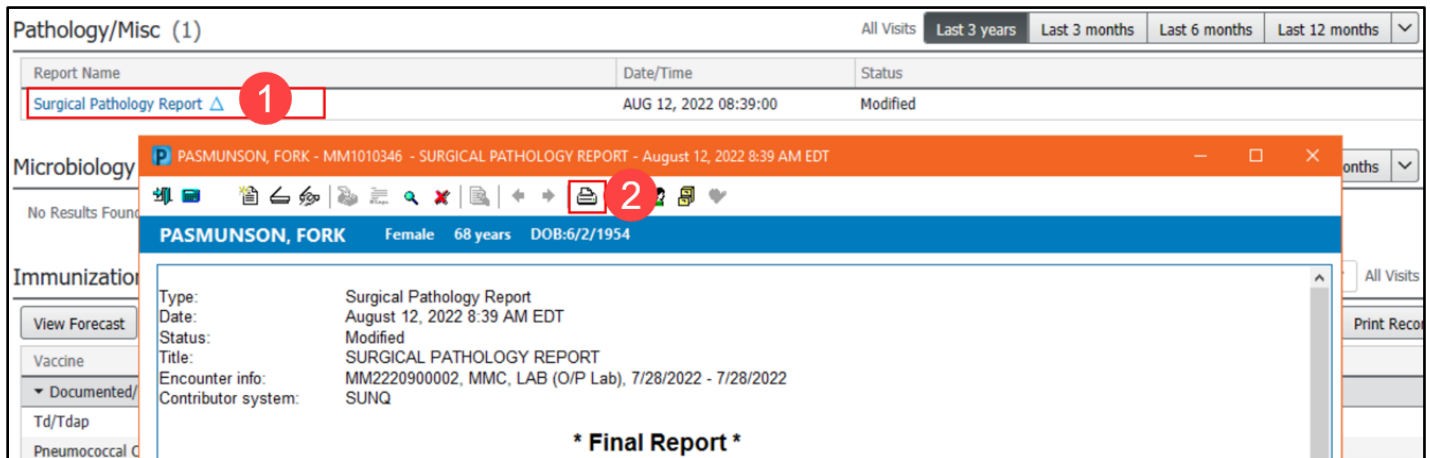 Pathology/Misc (1)
All Visits Last 3 years Last 3 months Last 6 months Last 12 months
Report Name Date/Time Status
Surgical Pathology Report AUG 12, 2022 08:39:00 Modified
1
Microbiology
onths
P PASMUNSON, FORK - MM1010346 - SURGICAL PATHOLOGY REPORT - August 12, 2022 8:39 AM EDT
No Results Found
2
PASMUNSON, FORK Female 68 years DOB:6/2/1954
Immunization
All Visits
View Forecast
Print Recor
Vaccine
Documented/
Td/Tdap
Pneumococcal C
Type: Surgical Pathology Report
Date: August 12, 2022 8:39 AM EDT
Status: Modified
Title: SURGICAL PATHOLOGY REPORT
Encounter info: MM2220900002, MMC, LAB (O/P Lab), 7/28/2022 - 7/28/2022
Contributor system: SUNQ
* Final Report *